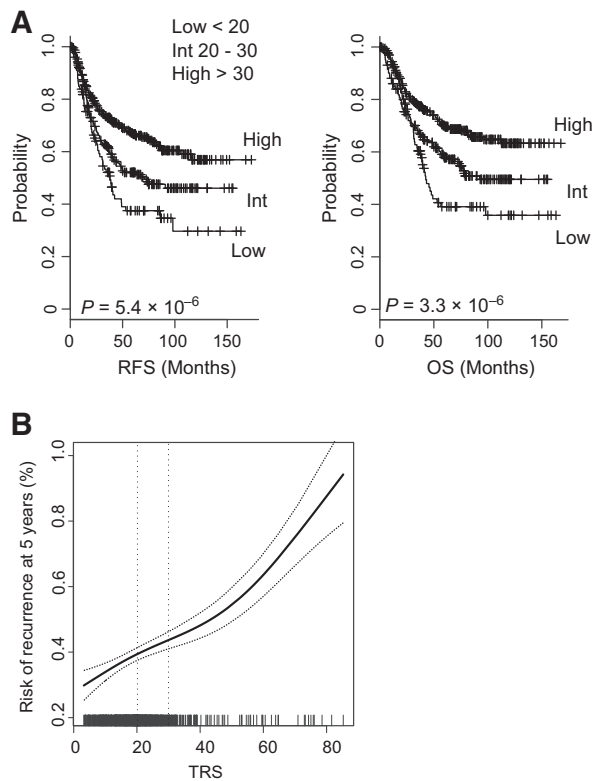 A
Low < 20
Int 20 - 30
High > 30
1.0
0.8
0.6
0.4
0.2
0
Probability
High
Int
Low
P = 5.4 × 10⁻⁶
0 50 100 150
RFS (Months)
1.0
0.8
0.6
0.4
0.2
0
Probability
High
Int
Low
P = 3.3 × 10⁻⁶
0 50 100 150
OS (Months)
B
1.0
0.8
0.6
0.4
0.2
Risk of recurrence at 5 years (%)
0 20 40 60 80
TRS